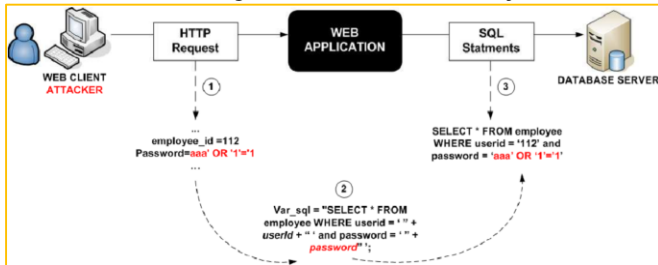 HTTP
Request
WEB
APPLICATION
SQL
Statments
WEB CLIENT
ATTACKER
DATABASE SERVER
1
3
...
employee_id =112
Password=aaa' OR '1'='1
...
SELECT * FROM employee
WHERE userid = '112' and
password = 'aaa' OR '1'='1'
2
Var_sql = "SELECT * FROM
employee WHERE userid = ' " +
userId + " ' and password = ' " +
password" ';